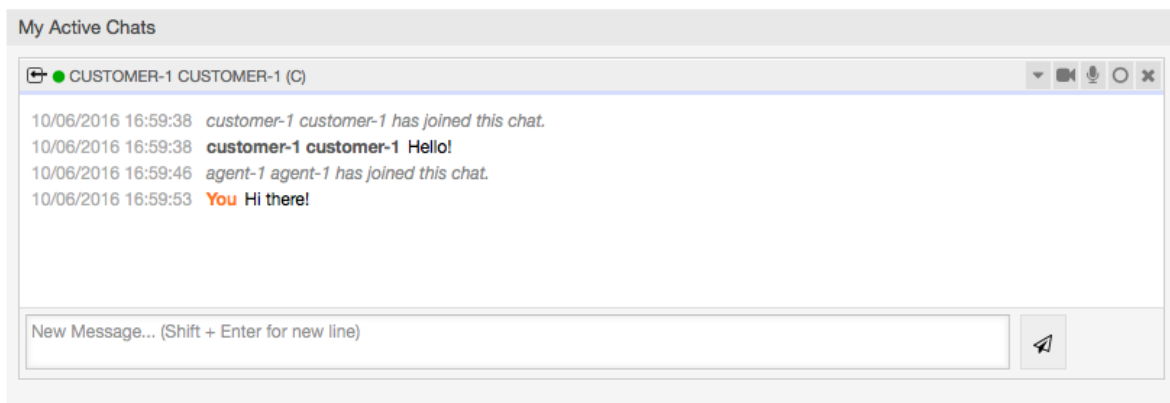 My Active Chats
CUSTOMER-1 CUSTOMER-1 (C)
10/06/2016 16:59:38 customer-1 customer-1 has joined this chat.
10/06/2016 16:59:38 customer-1 customer-1 Hello!
10/06/2016 16:59:46 agent-1 agent-1 has joined this chat.
10/06/2016 16:59:53 You Hi there!
New Message... (Shift + Enter for new line)